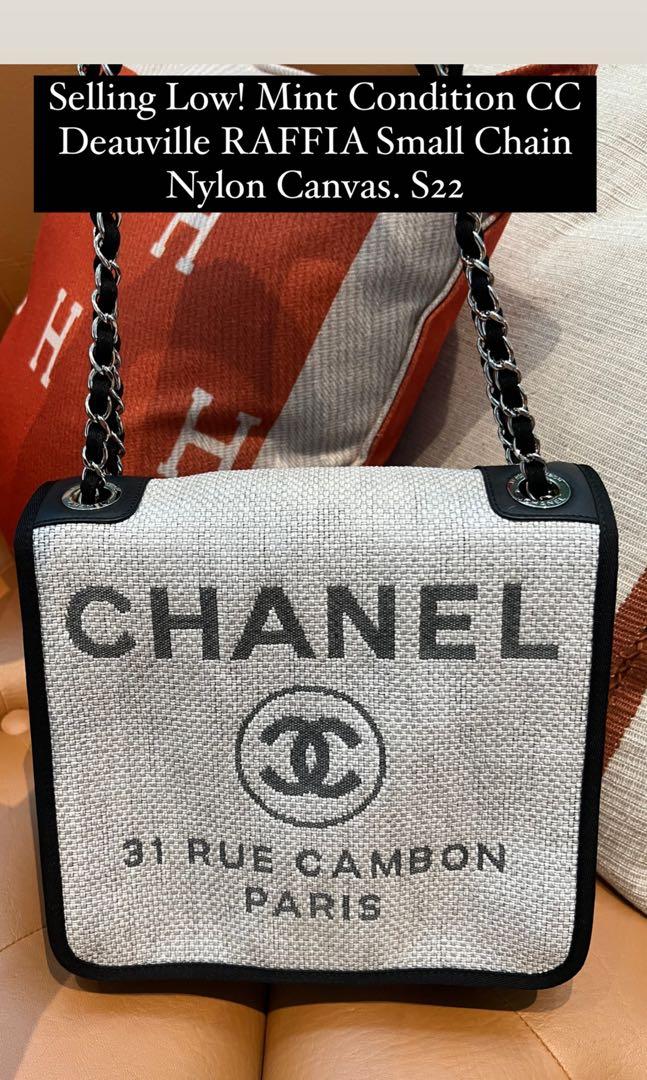 Selling Low! Mint Condition CC
Deauville RAFFIA Small Chain
Nylon Canvas. S22
H
H
H
CHANEL
31 RUE CAMBON
PARIS